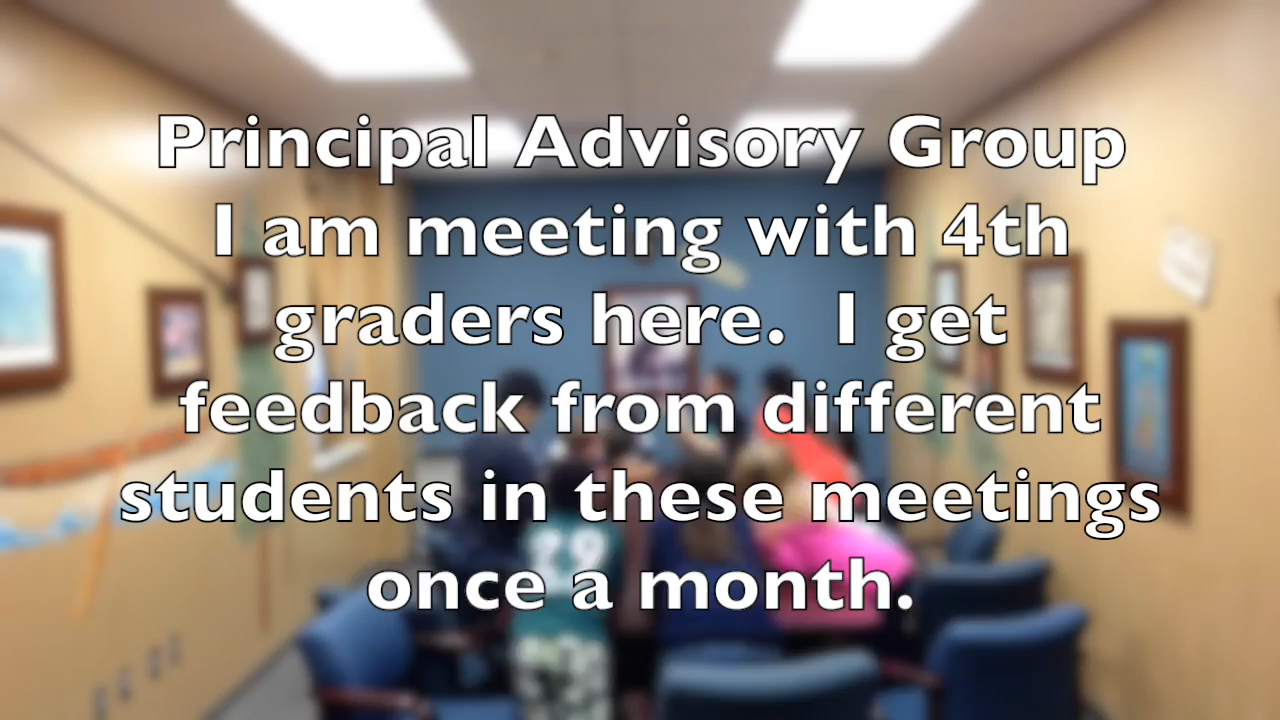 Principal Advisory Group
I am meeting with 4th
graders here.  I get
feedback from different
students in these meetings
once a month.
29